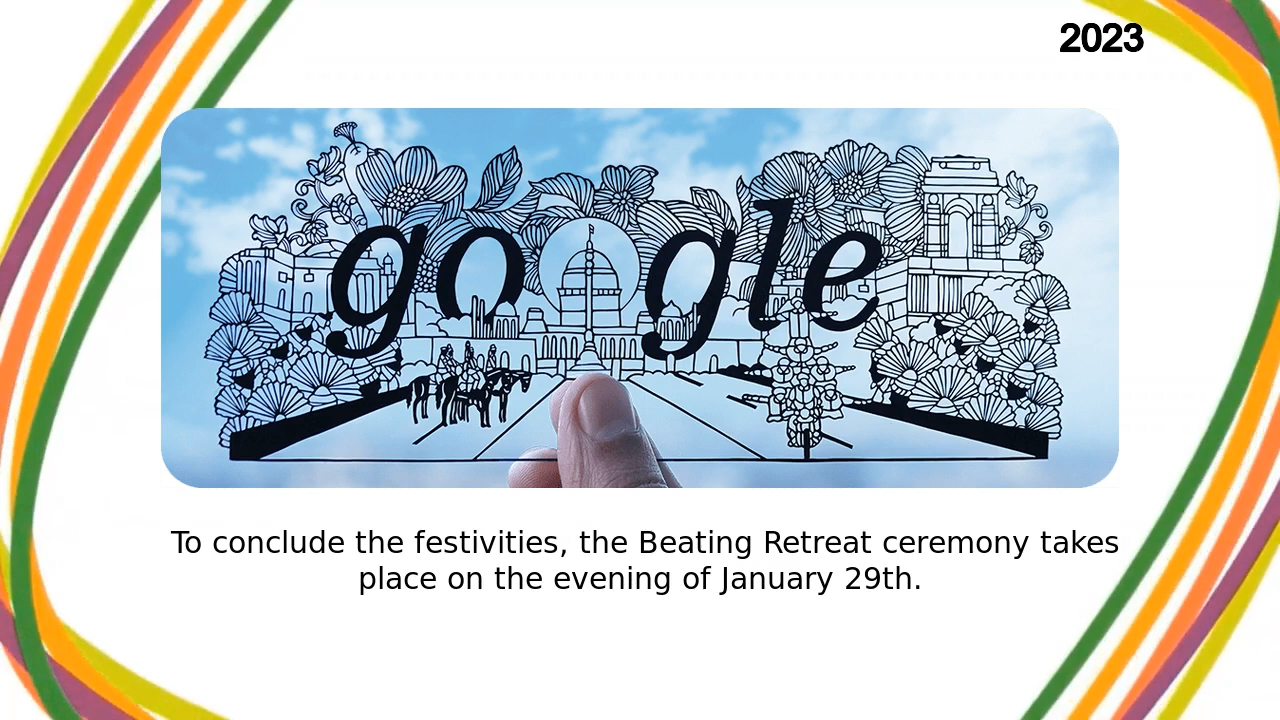 2023
google
To conclude the festivities, the Beating Retreat ceremony takes
place on the evening of January 29th.